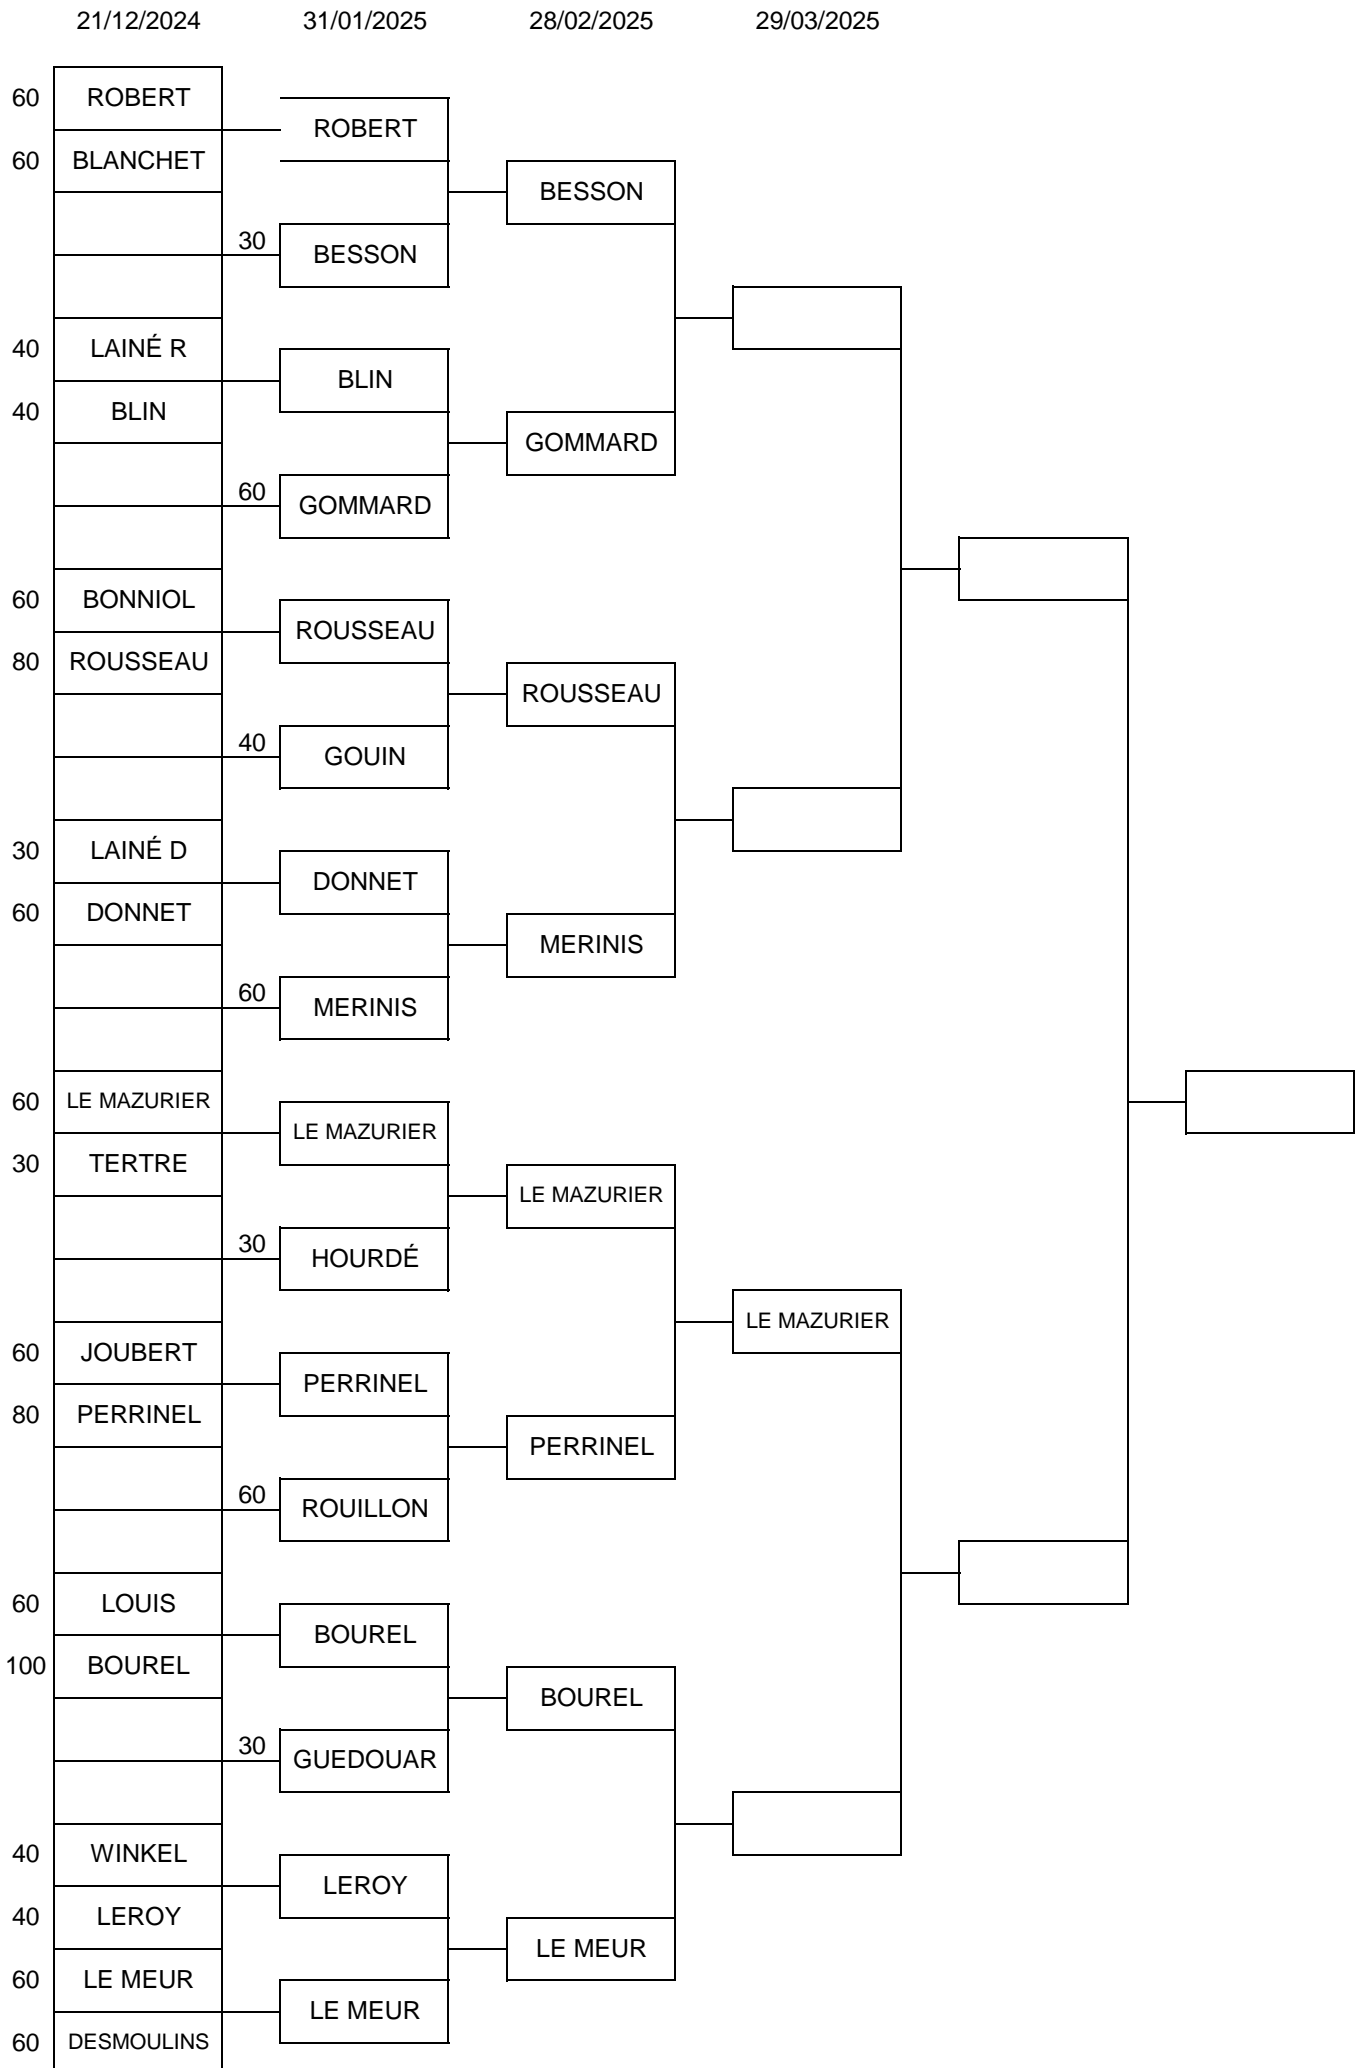 21/12/2024 31/01/2025 28/02/2025 29/03/2025
60 ROBERT
ROBERT
60 BLANCHET
BESSON
30 BESSON
40 LAINÉ R
BLIN
40 BLIN
GOMMARD
60 GOMMARD
60 BONNIOL
ROUSSEAU
80 ROUSSEAU
ROUSSEAU
40 GOUIN
30 LAINÉ D
DONNET
60 DONNET
MERINIS
60 MERINIS
60 LE MAZURIER
LE MAZURIER
30 TERTRE
LE MAZURIER
30 HOURDÉ
LE MAZURIER
60 JOUBERT
PERRINEL
80 PERRINEL
PERRINEL
60 ROUILLON
60 LOUIS
BOUREL
100 BOUREL
BOUREL
30 GUEDOUAR
40 WINKEL
LEROY
40 LEROY
LE MEUR
60 LE MEUR
LE MEUR
60 DESMOULINS